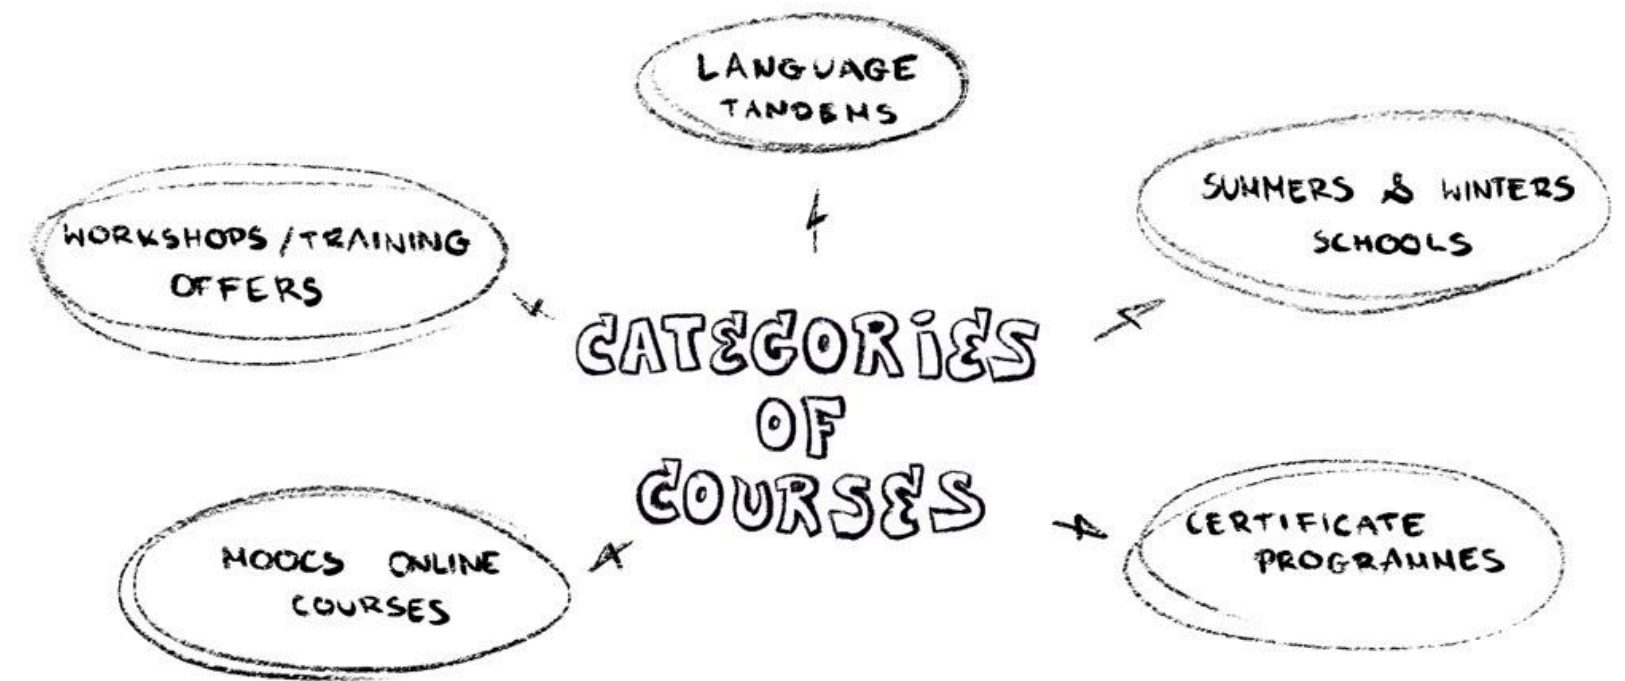 LANGUAGE
TANDEMS
SUMMERS & WINTERS
SCHOOLS
WORKSHOPS/TRAINING
OFFERS
CATEGORIES
OF
COURSES
CERTIFICATE
PROGRAMMES
MOOCS ONLINE
COURSES